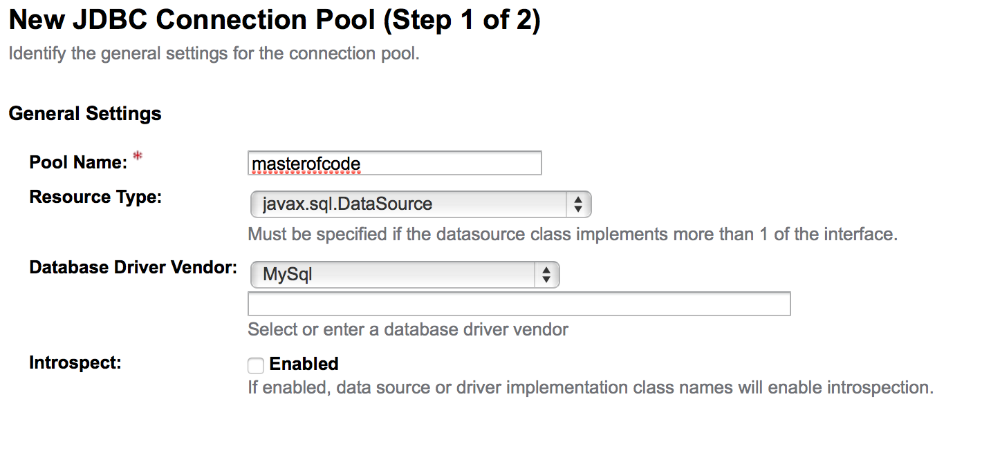 New JDBC Connection Pool (Step 1 of 2)
Identify the general settings for the connection pool.
General Settings
Pool Name: * masterofcode
Resource Type: javax.sql.DataSource
Must be specified if the datasource class implements more than 1 of the interface.
Database Driver Vendor: MySql
Select or enter a database driver vendor
Introspect: Enabled
If enabled, data source or driver implementation class names will enable introspection.